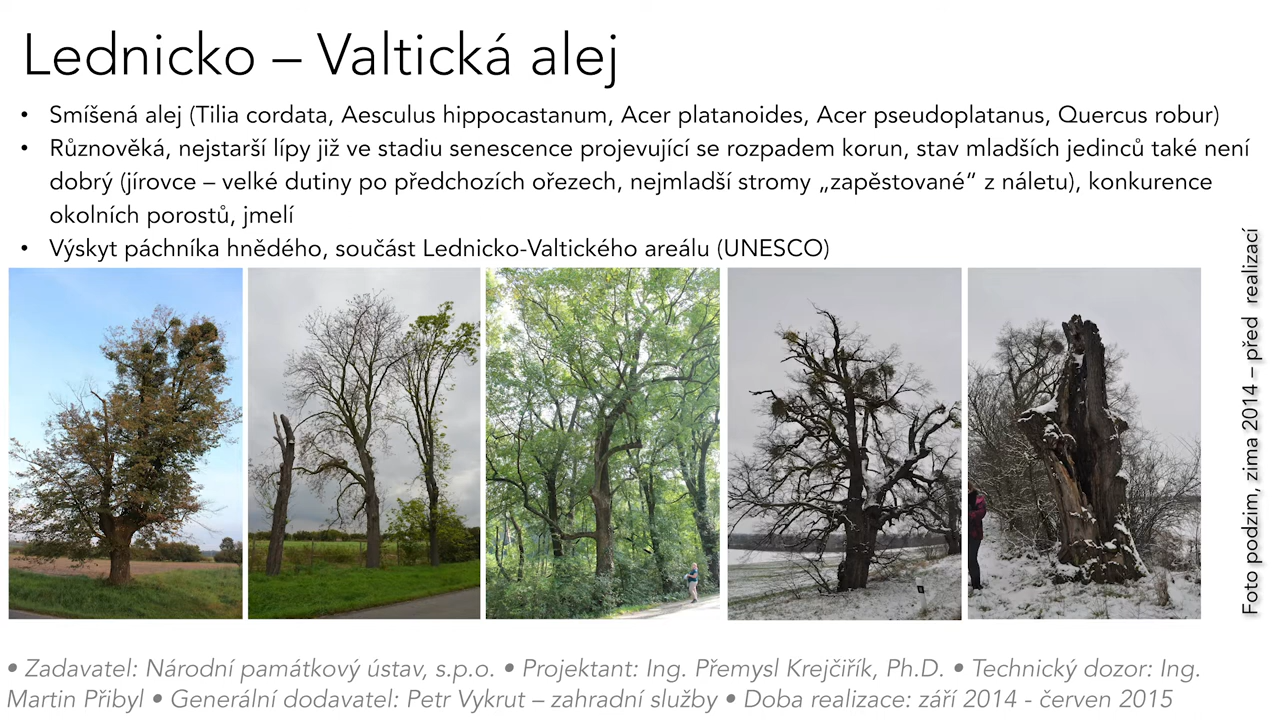 Lednicko – Valtická alej
• Smíšená alej (Tilia cordata, Aesculus hippocastanum, Acer platanoides, Acer pseudoplatanus, Quercus robur)
• Různověká, nejstarší lípy již ve stadiu senescence projevující se rozpadem korun, stav mladších jedinců také není
dobrý (jírovce – velké dutiny po předchozích ořezech, nejmladší stromy „zapěstované“ z náletu), konkurence
okolních porostů, jmelí
• Výskyt páchníka hnědého, součást Lednicko-Valtického areálu (UNESCO)
Foto podzim, zima 2014 – před realizací
• Zadavatel: Národní památkový ústav, s.p.o. • Projektant: Ing. Přemysl Krejčiřík, Ph.D. • Technický dozor: Ing.
Martin Přibyl • Generální dodavatel: Petr Vykrut – zahradní služby • Doba realizace: září 2014 - červen 2015